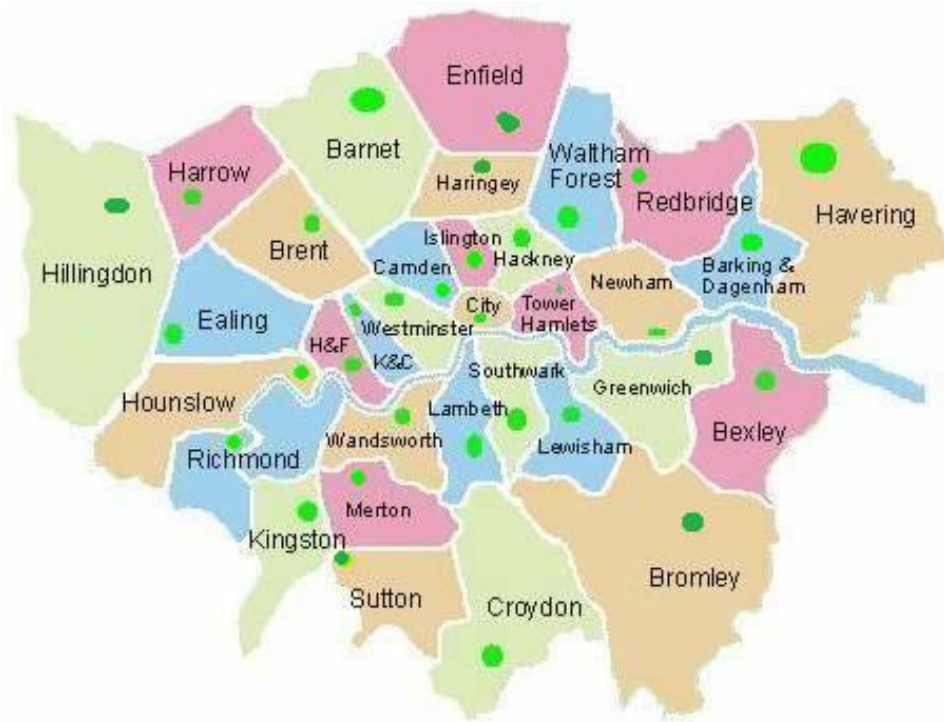 Enfield
Barnet
Waltham
Forest
Harrow
Haringey
Redbridge
Havering
Brent
Islington
Hackney
Hillingdon
Camden
Newham
Barking &
Dagenham
Ealing
City
Tower
Hamlets
Westminster
H&F
K&C
Southwark
Greenwich
Hounslow
Lambeth
Bexley
Wandsworth
Lewisham
Richmond
Merton
Kingston
Bromley
Sutton
Croydon